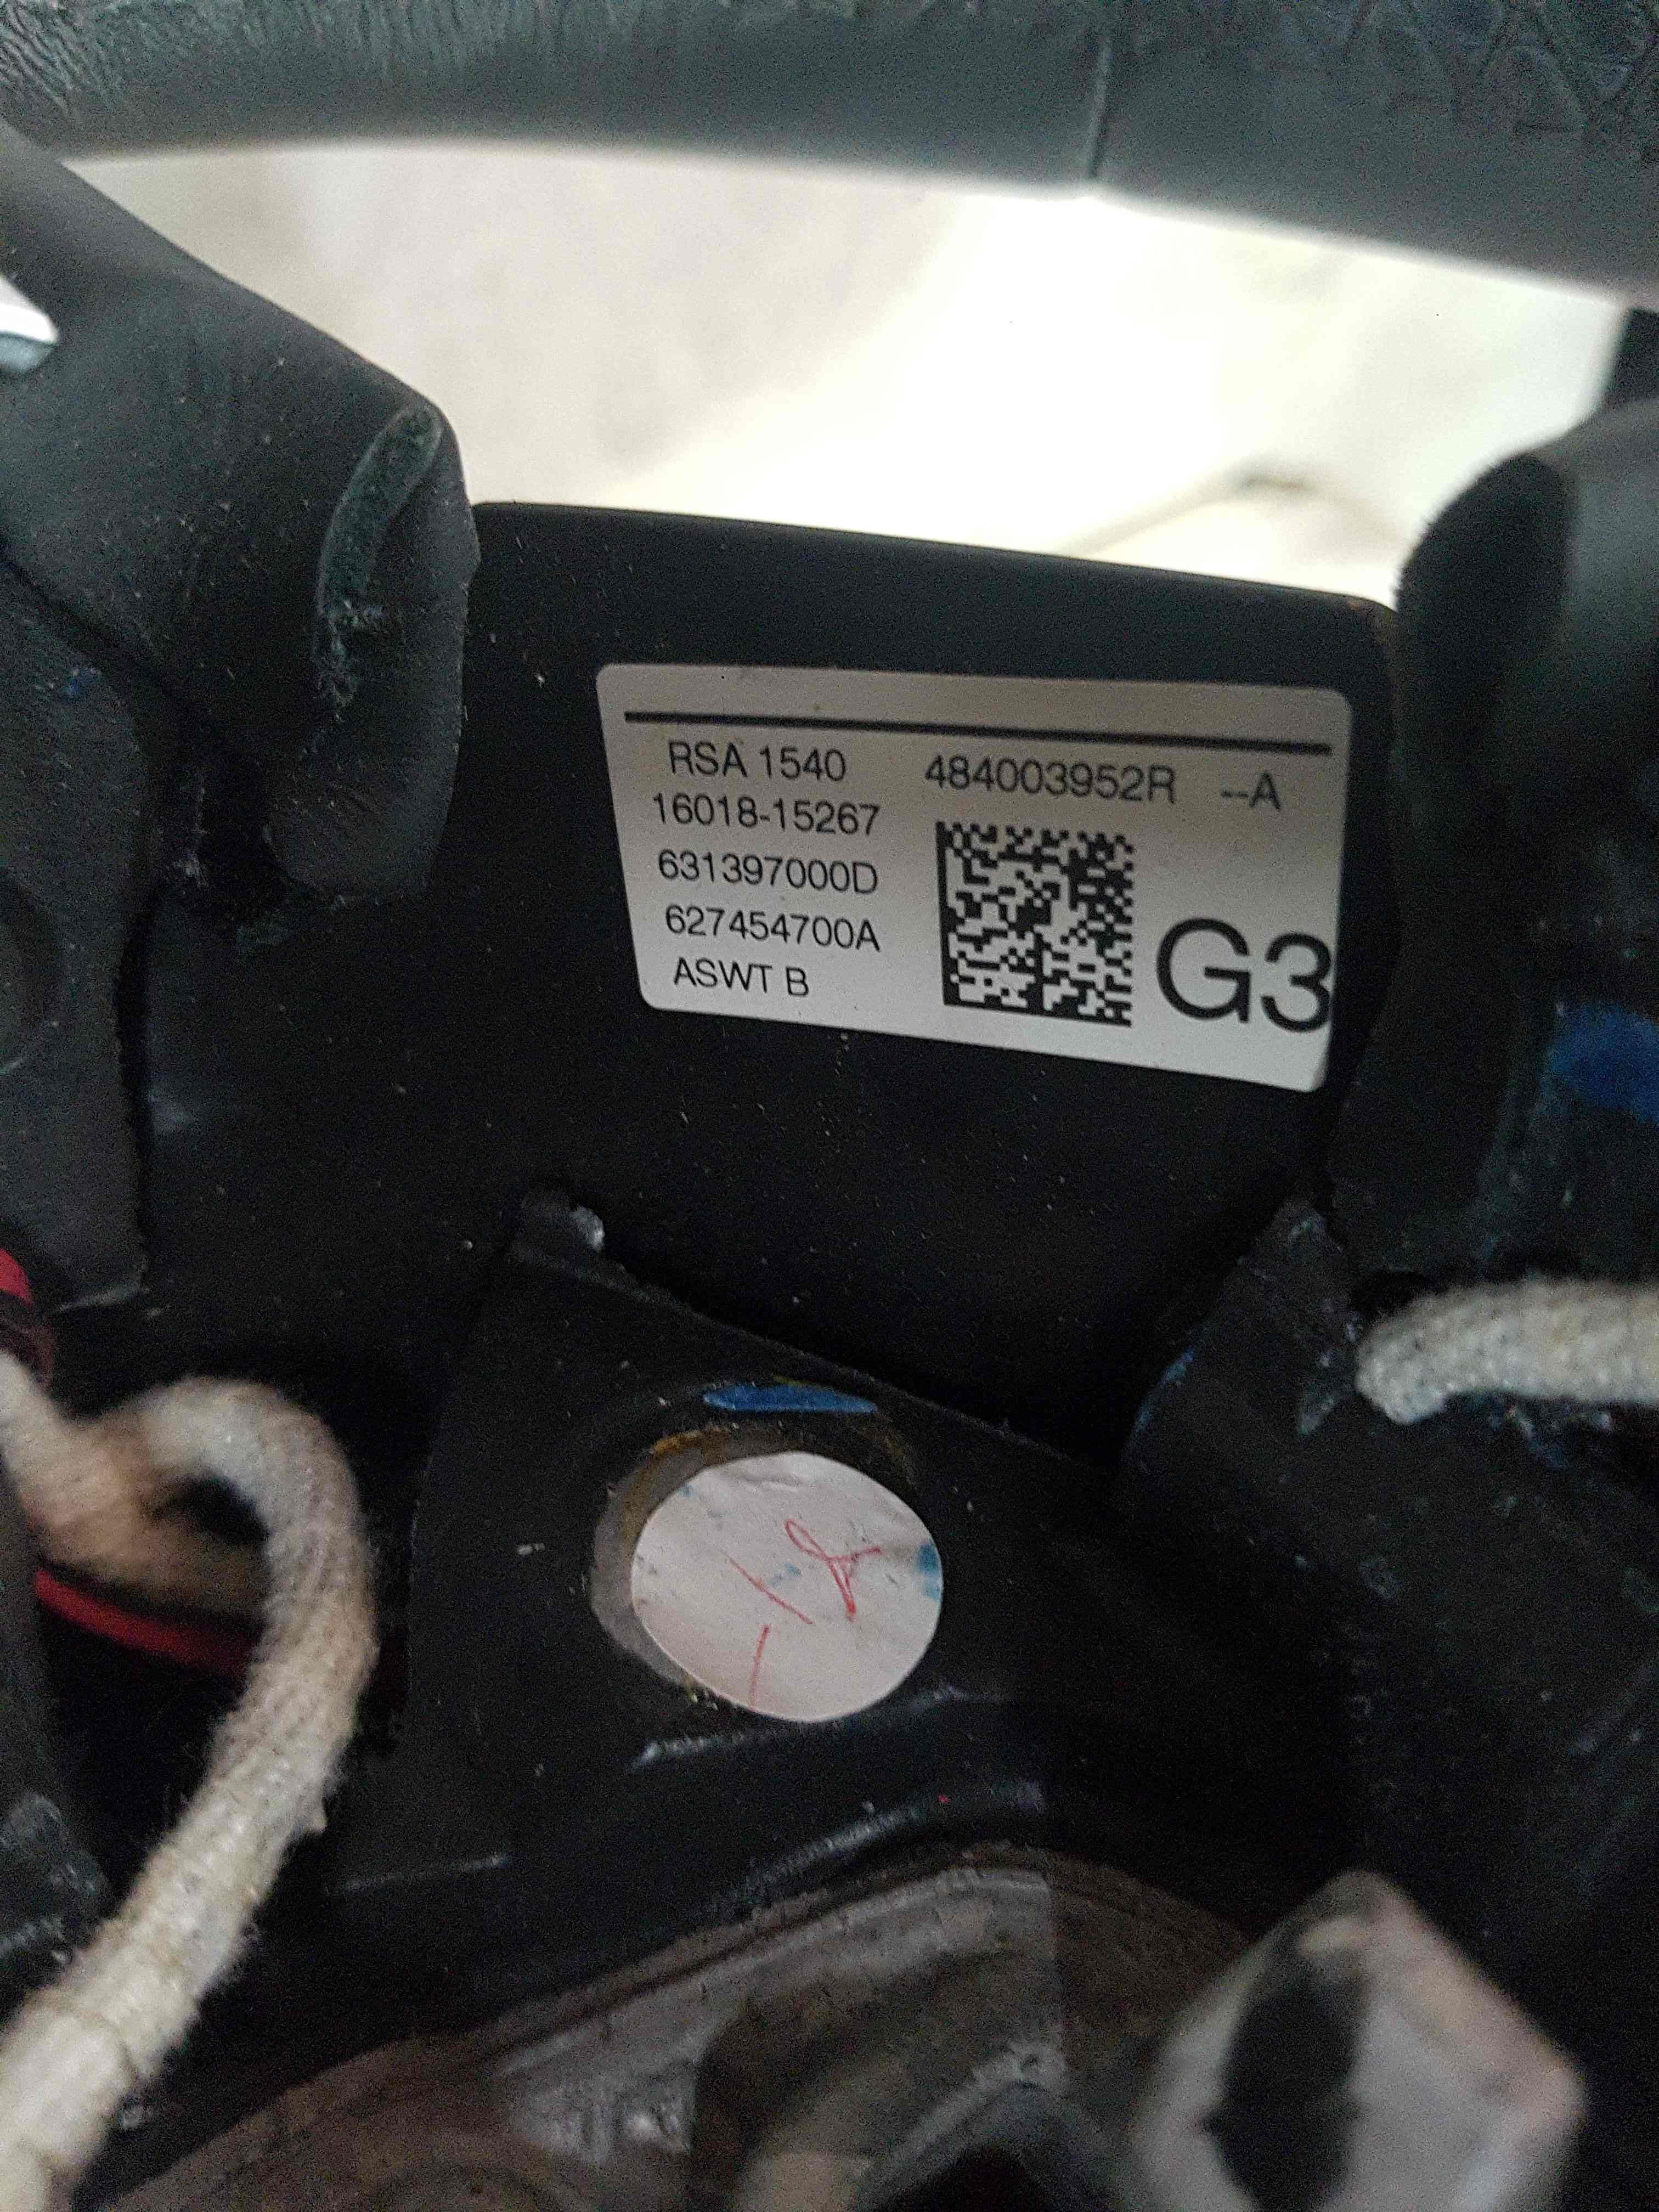 RSA 1540 484003952R --A
16018-15267
631397000D
627454700A
ASWT B
G3